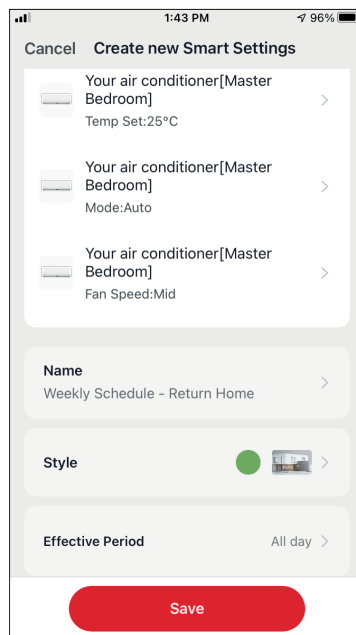 1:43 PM
96%
Cancel Create new Smart Settings
Your air conditioner[Master
Bedroom]
Temp Set:25°C
Your air conditioner[Master
Bedroom]
Mode:Auto
Your air conditioner[Master
Bedroom]
Fan Speed:Mid
Name
Weekly Schedule - Return Home
Style
Effective Period All day
Save